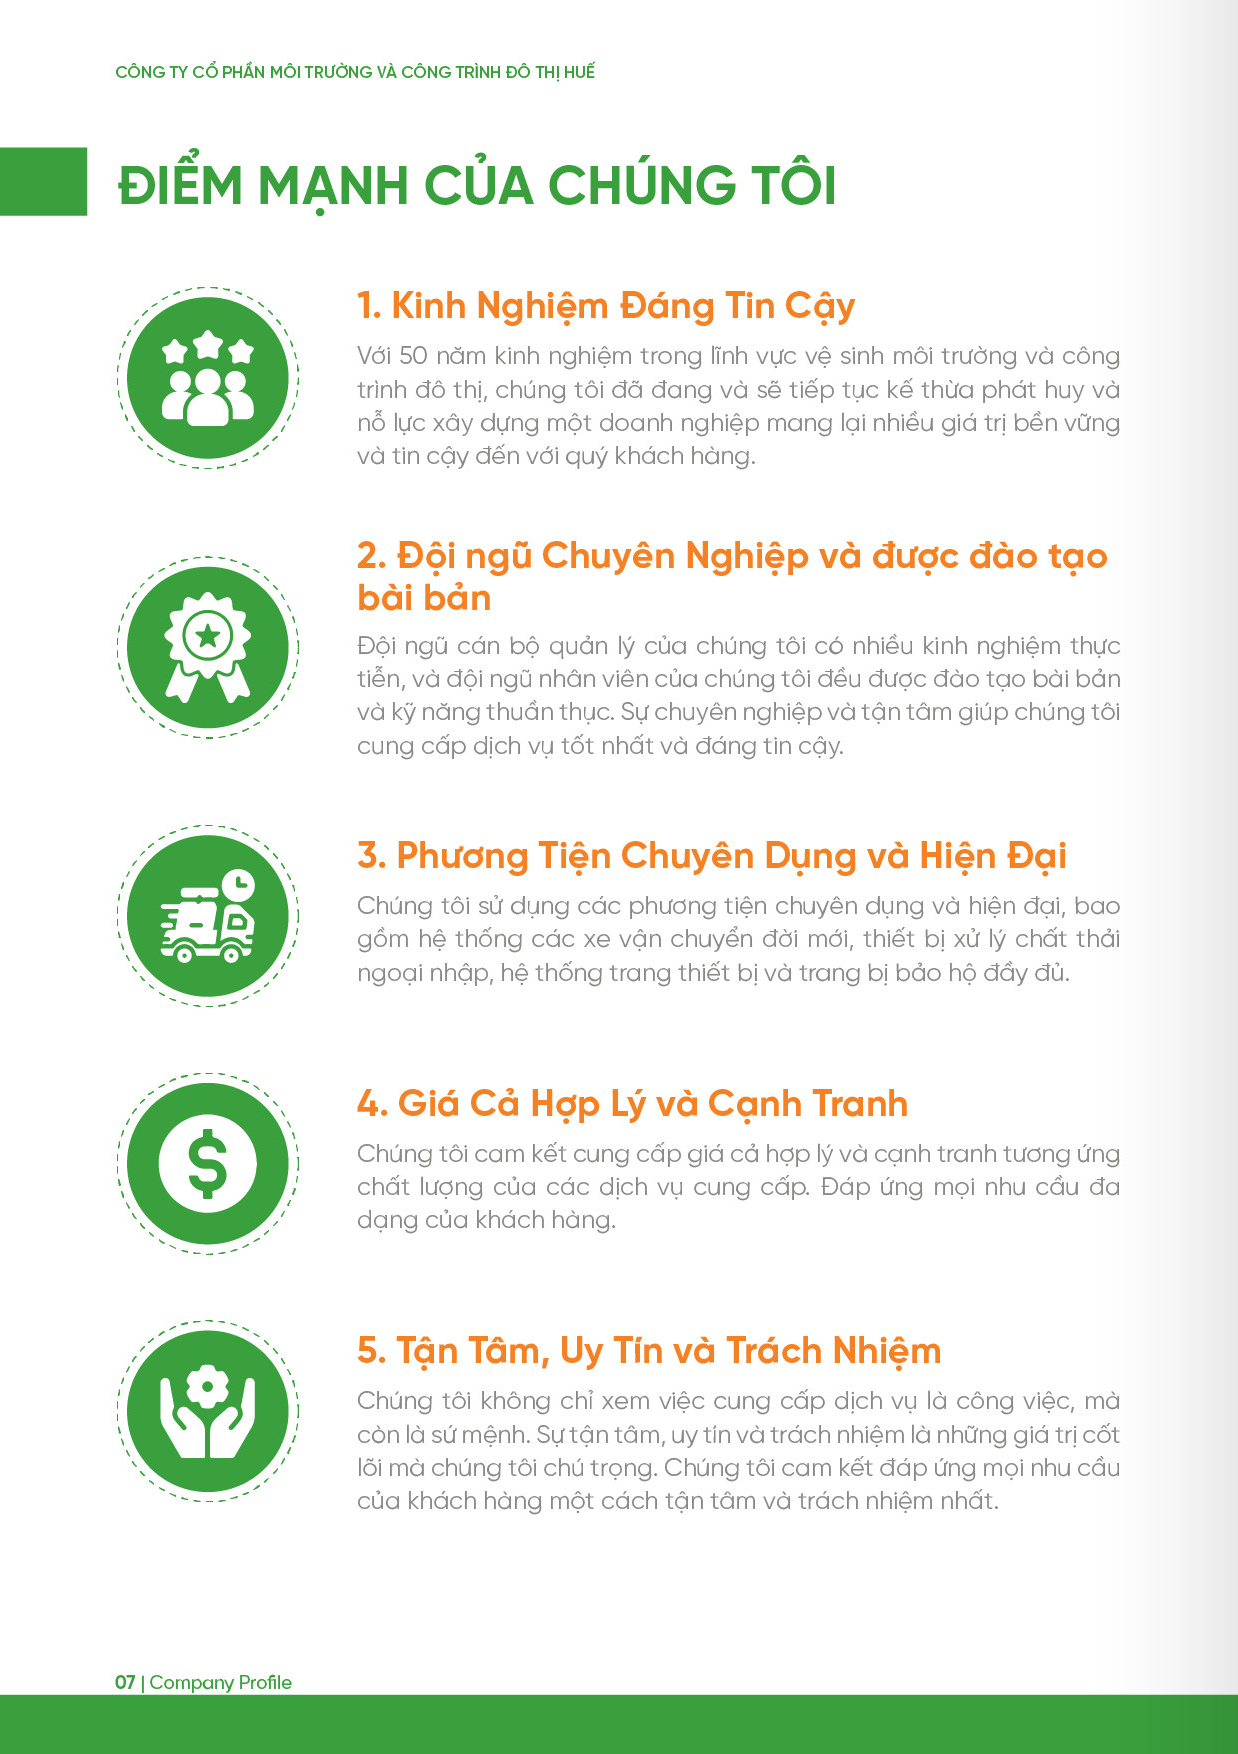 CÔNG TY CỔ PHẦN MÔI TRƯỜNG VÀ CÔNG TRÌNH ĐÔ THỊ HUẾ
ĐIỂM MẠNH CỦA CHÚNG TÔI
1. Kinh Nghiệm Đáng Tin Cậy
Với 50 năm kinh nghiệm trong lĩnh vực vệ sinh môi trường và công
trình đô thị, chúng tôi đã đang và sẽ tiếp tục kế thừa phát huy và
nỗ lực xây dựng một doanh nghiệp mang lại nhiều giá trị bền vững
và tin cậy đến với quý khách hàng.
2. Đội ngũ Chuyên Nghiệp và được đào tạo
bài bản
Đội ngũ cán bộ quản lý của chúng tôi có nhiều kinh nghiệm thực
tiễn, và đội ngũ nhân viên của chúng tôi đều được đào tạo bài bản
và kỹ năng thuần thục. Sự chuyên nghiệp và tận tâm giúp chúng tôi
cung cấp dịch vụ tốt nhất và đáng tin cậy.
3. Phương Tiện Chuyên Dụng và Hiện Đại
Chúng tôi sử dụng các phương tiện chuyên dụng và hiện đại, bao
gồm hệ thống các xe vận chuyển đời mới, thiết bị xử lý chất thải
ngoại nhập, hệ thống trang thiết bị và trang bị bảo hộ đầy đủ.
4. Giá Cả Hợp Lý và Cạnh Tranh
Chúng tôi cam kết cung cấp giá cả hợp lý và cạnh tranh tương ứng
chất lượng của các dịch vụ cung cấp. Đáp ứng mọi nhu cầu đa
dạng của khách hàng.
5. Tận Tâm, Uy Tín và Trách Nhiệm
Chúng tôi không chỉ xem việc cung cấp dịch vụ là công việc, mà
còn là sứ mệnh. Sự tận tâm, uy tín và trách nhiệm là những giá trị cốt
lõi mà chúng tôi chú trọng. Chúng tôi cam kết đáp ứng mọi nhu cầu
của khách hàng một cách tận tâm và trách nhiệm nhất.
07 | Company Profile